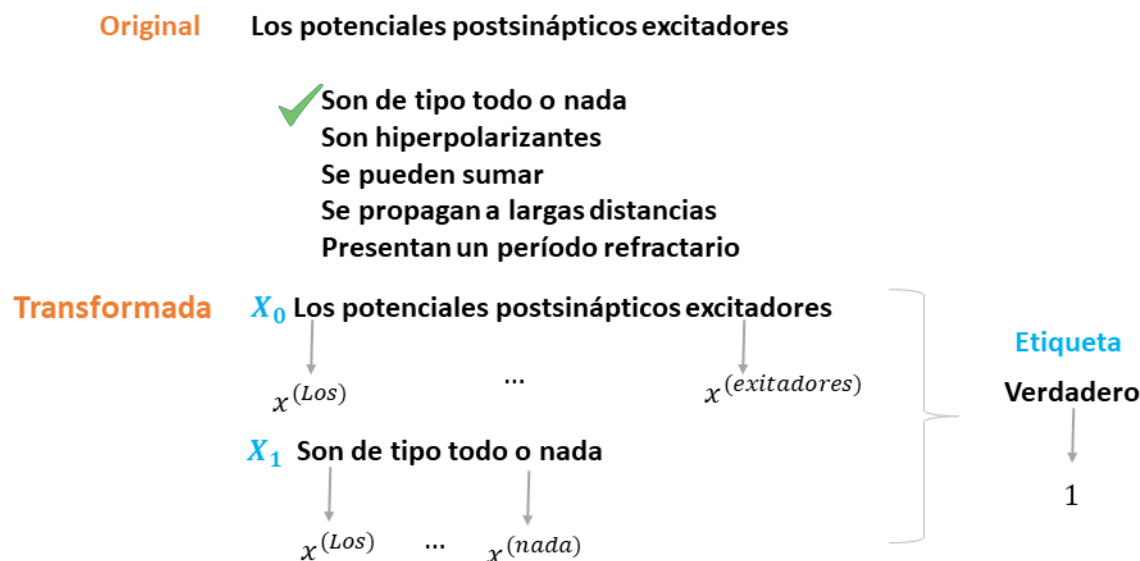 Original Los potenciales postsinápticos excitadores
Son de tipo todo o nada
Son hiperpolarizantes
Se pueden sumar
Se propagan a largas distancias
Presentan un período refractario
Transformada X₀ Los potenciales postsinápticos excitadores
x^(Los) ... x^(exitadores)
X₁ Son de tipo todo o nada
x^(Los) ... x^(nada)
Etiqueta
Verdadero
1